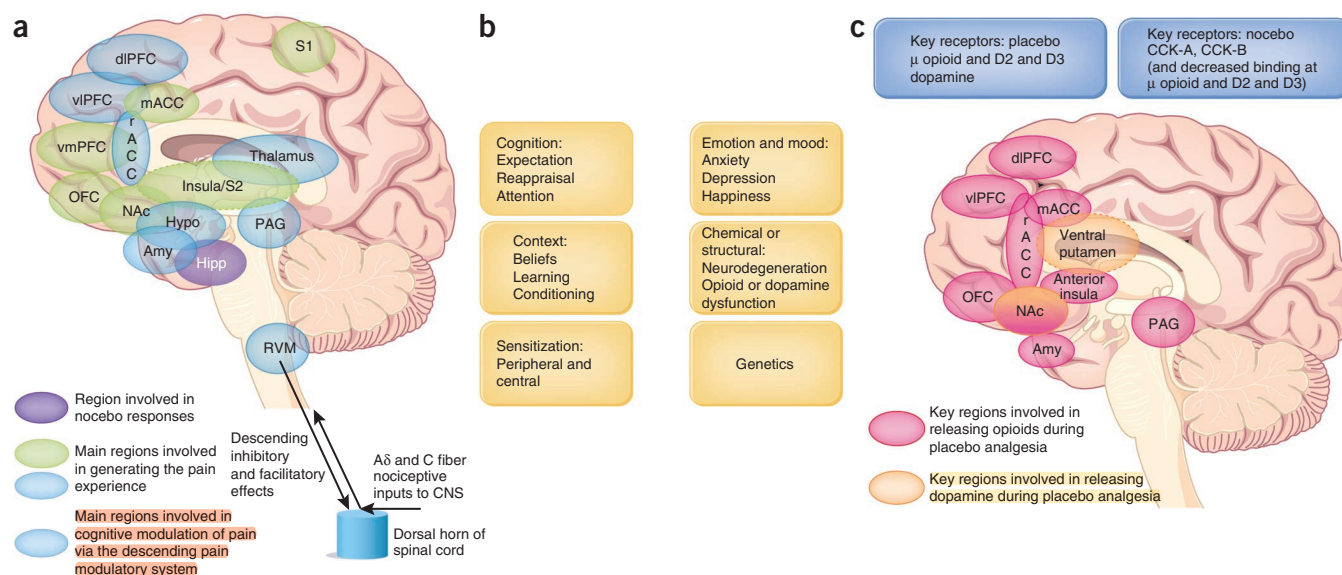 a
dlPFC
S1
vlPFC
mACC
vmPFC
r
A
C
C
Thalamus
Insula/S2
OFC
NAc
Hypo
PAG
Amy
Hipp
RVM
Region involved in
nocebo responses
Main regions involved
in generating the pain
experience
Main regions involved in
cognitive modulation of pain
via the descending pain
modulatory system
Descending
inhibitory
and facilitatory
effects
Aδ and C fiber
nociceptive
inputs to CNS
Dorsal horn of
spinal cord
b
Cognition:
Expectation
Reappraisal
Attention
Emotion and mood:
Anxiety
Depression
Happiness
Context:
Beliefs
Learning
Conditioning
Chemical or
structural:
Neurodegeneration
Opioid or dopamine
dysfunction
Sensitization:
Peripheral and
central
Genetics
c
Key receptors: placebo
μ opioid and D2 and D3
dopamine
Key receptors: nocebo
CCK-A, CCK-B
(and decreased binding at
μ opioid and D2 and D3)
dlPFC
vlPFC
mACC
r
A
C
C
Ventral
putamen
Anterior
insula
OFC
NAc
PAG
Amy
Key regions involved in
releasing opioids during
placebo analgesia
Key regions involved in releasing
dopamine during placebo analgesia